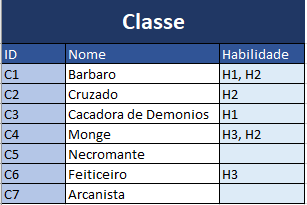 Classe
ID Nome Habilidade
C1 Barbaro H1, H2
C2 Cruzado H2
C3 Cacadora de Demonios H1
C4 Monge H3, H2
C5 Necromante
C6 Feiticeiro H3
C7 Arcanista